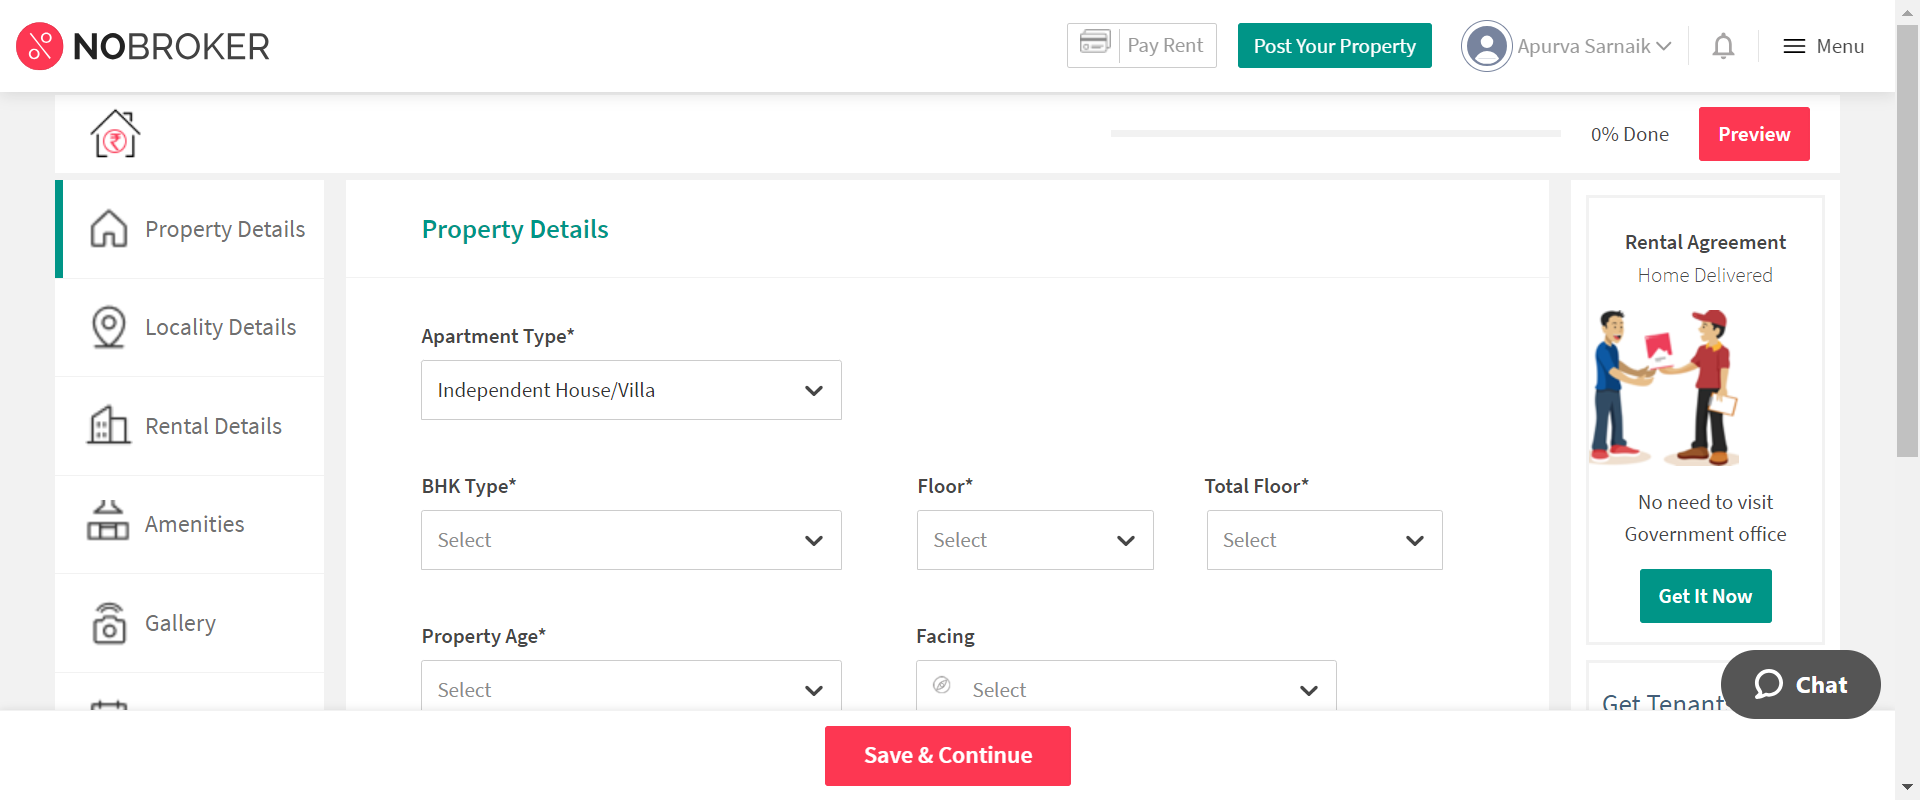 NOBROKER
Pay Rent
Post Your Property
Apurva Sarnaik
Menu
0% Done
Preview
Property Details
Locality Details
Rental Details
Amenities
Gallery
Property Details
Apartment Type*
Independent House/Villa
BHK Type*
Floor*
Total Floor*
Select
Select
Select
Property Age*
Facing
Select
Select
Save & Continue
Rental Agreement
Home Delivered
No need to visit
Government office
Get It Now
Get Tenant
Chat